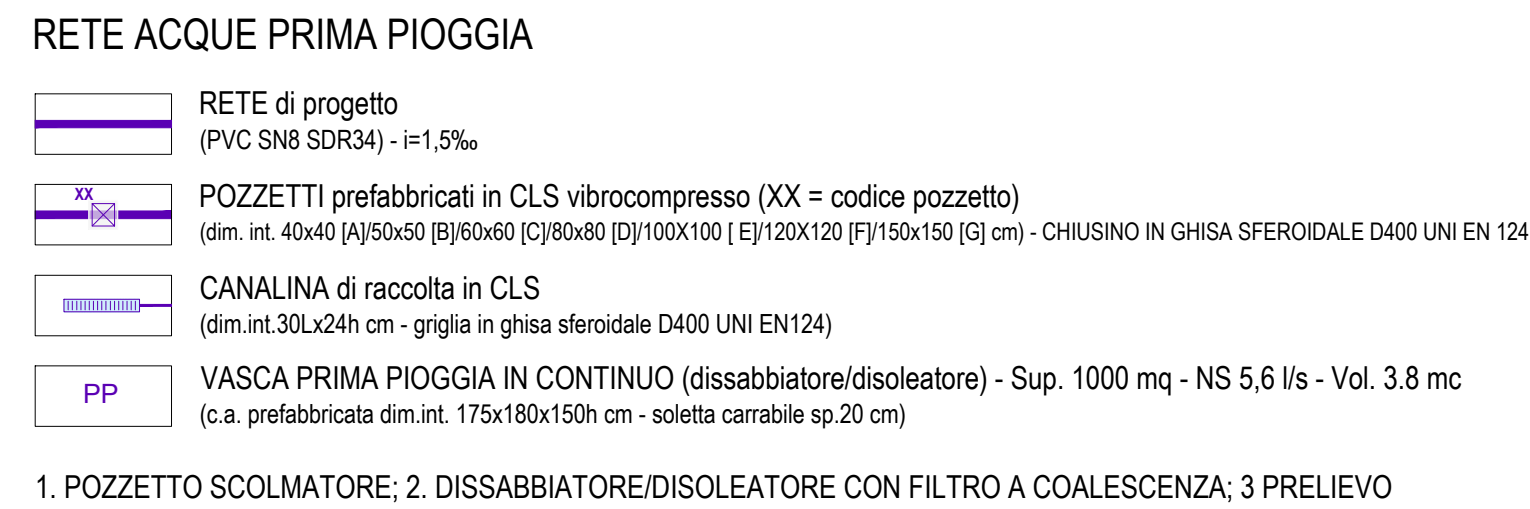 RETE ACQUE PRIMA PIOGGIA
RETE di progetto
(PVC SN8 SDR34) - i=1,5‰
XX
POZZETTI prefabbricati in CLS vibrocompresso (XX = codice pozzetto)
(dim. int. 40x40 [A]/50x50 [B]/60x60 [C]/80x80 [D]/100X100 [ E]/120X120 [F]/150x150 [G] cm) - CHIUSINO IN GHISA SFEROIDALE D400 UNI EN 124
CANALINA di raccolta in CLS
(dim.int.30Lx24h cm - griglia in ghisa sferoidale D400 UNI EN124)
PP
VASCA PRIMA PIOGGIA IN CONTINUO (dissabbiatore/disoleatore) - Sup. 1000 mq - NS 5,6 l/s - Vol. 3.8 mc
(c.a. prefabbricata dim.int. 175x180x150h cm - soletta carrabile sp.20 cm)
1. POZZETTO SCOLMATORE; 2. DISSABBIATORE/DISOLEATORE CON FILTRO A COALESCENZA; 3 PRELIEVO